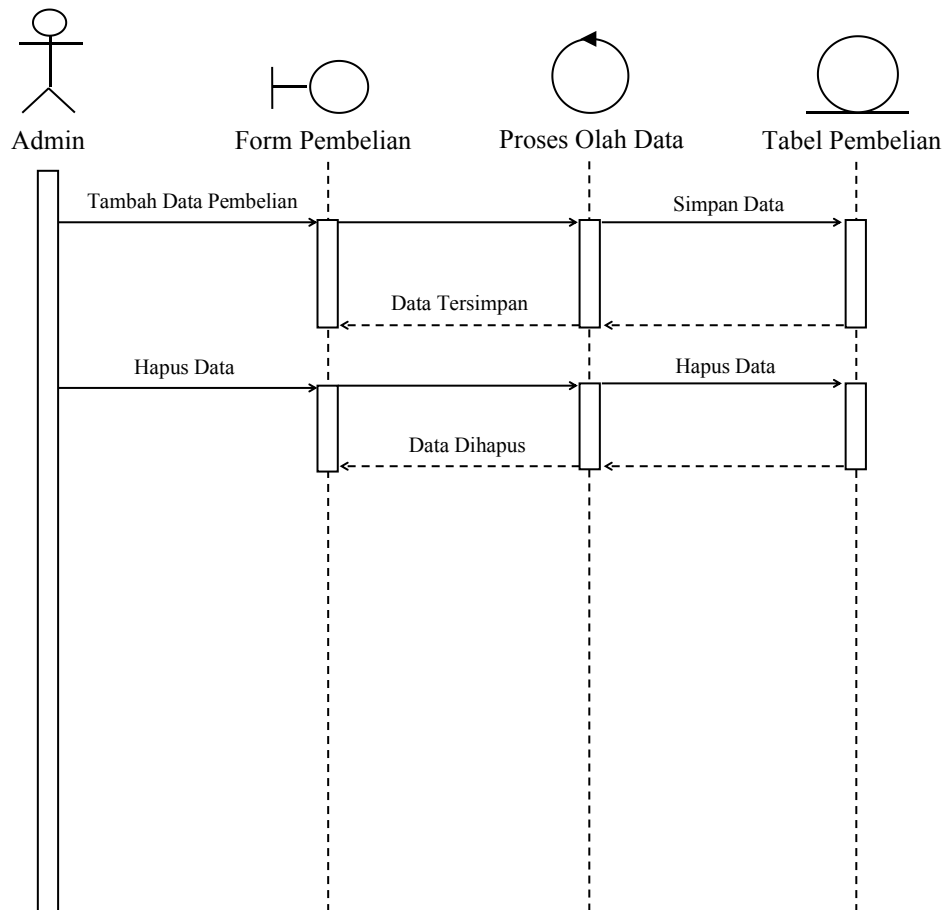 Admin
Form Pembelian
Proses Olah Data
Tabel Pembelian
Tambah Data Pembelian
Simpan Data
Data Tersimpan
Hapus Data
Hapus Data
Data Dihapus